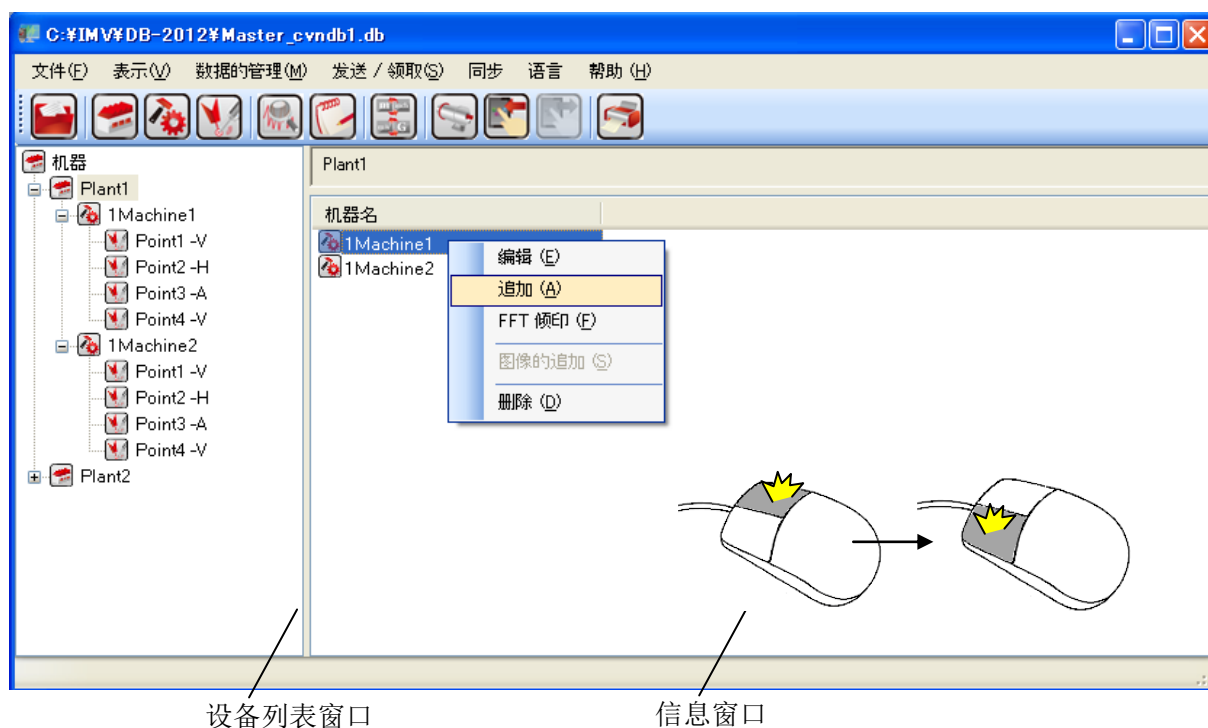 C:¥IMV¥DB-2012¥Master_cvndb1.db
文件(F) 表示(V) 数据的管理(M) 发送 / 领取(S) 同步 语言 帮助 (H)
机器
Plant1
1Machine1
Point1 -V
Point2 -H
Point3 -A
Point4 -V
1Machine2
Point1 -V
Point2 -H
Point3 -A
Point4 -V
Plant2
Plant1
机器名
1Machine1
1Machine2
编辑 (E)
追加 (A)
FFT 倾印 (F)
图像的追加 (S)
删除 (D)
设备列表窗口
信息窗口